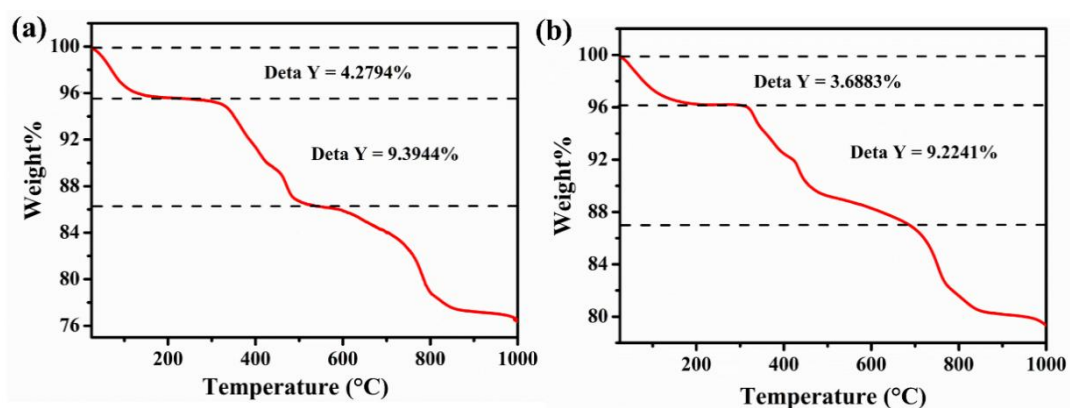 (a)
100
96
92
88
84
80
76
Weight%
Deta Y = 4.2794%
Deta Y = 9.3944%
200
400
600
800
1000
Temperature (°C)
(b)
100
96
92
88
84
80
Weight%
Deta Y = 3.6883%
Deta Y = 9.2241%
200
400
600
800
1000
Temperature (°C)